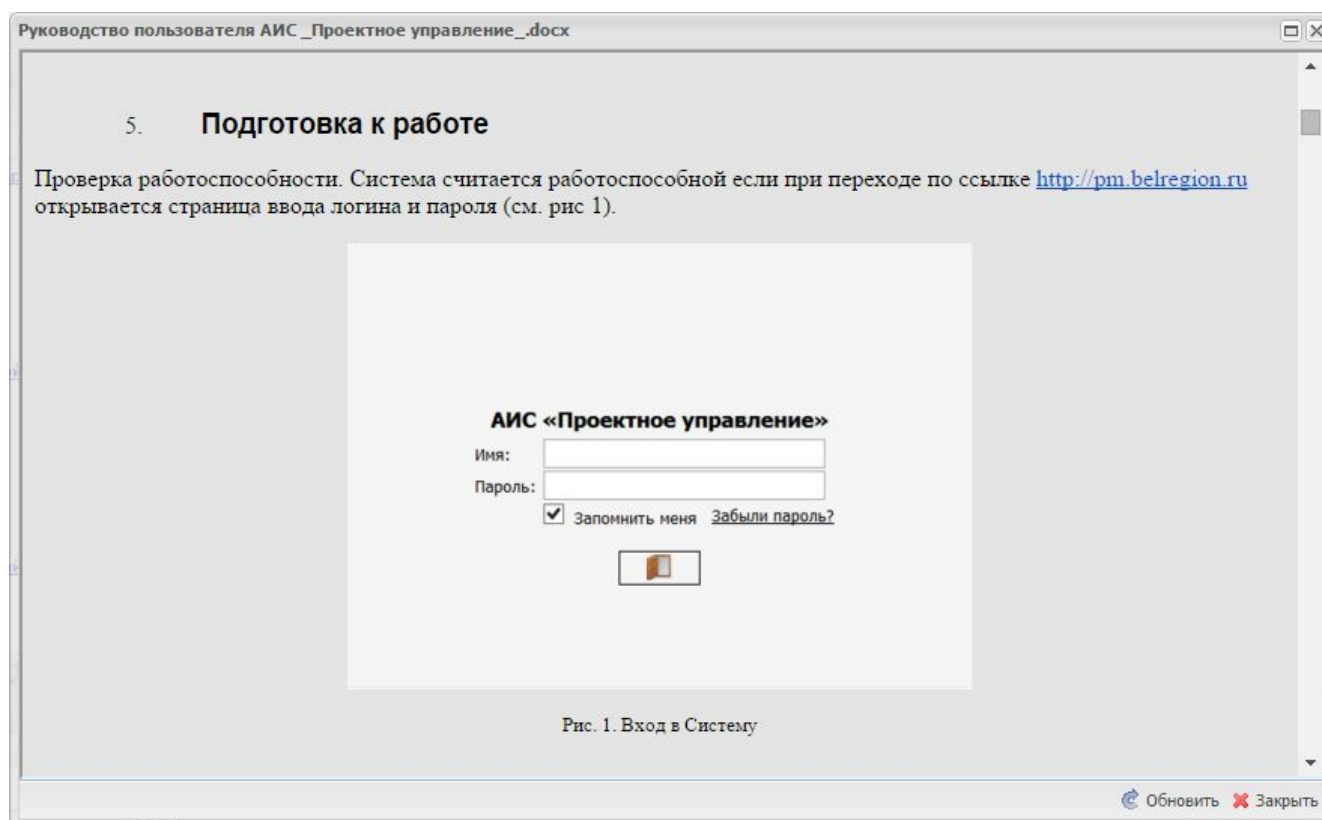 Руководство пользователя АИС _Проектное управление_.docx
5. Подготовка к работе
Проверка работоспособности. Система считается работоспособной если при переходе по ссылке http://pm.belregion.ru
открывается страница ввода логина и пароля (см. рис 1).
АИС «Проектное управление»
Имя:
Пароль:
Запомнить меня Забыли пароль?
Рис. 1. Вход в Систему
Обновить Закрыть